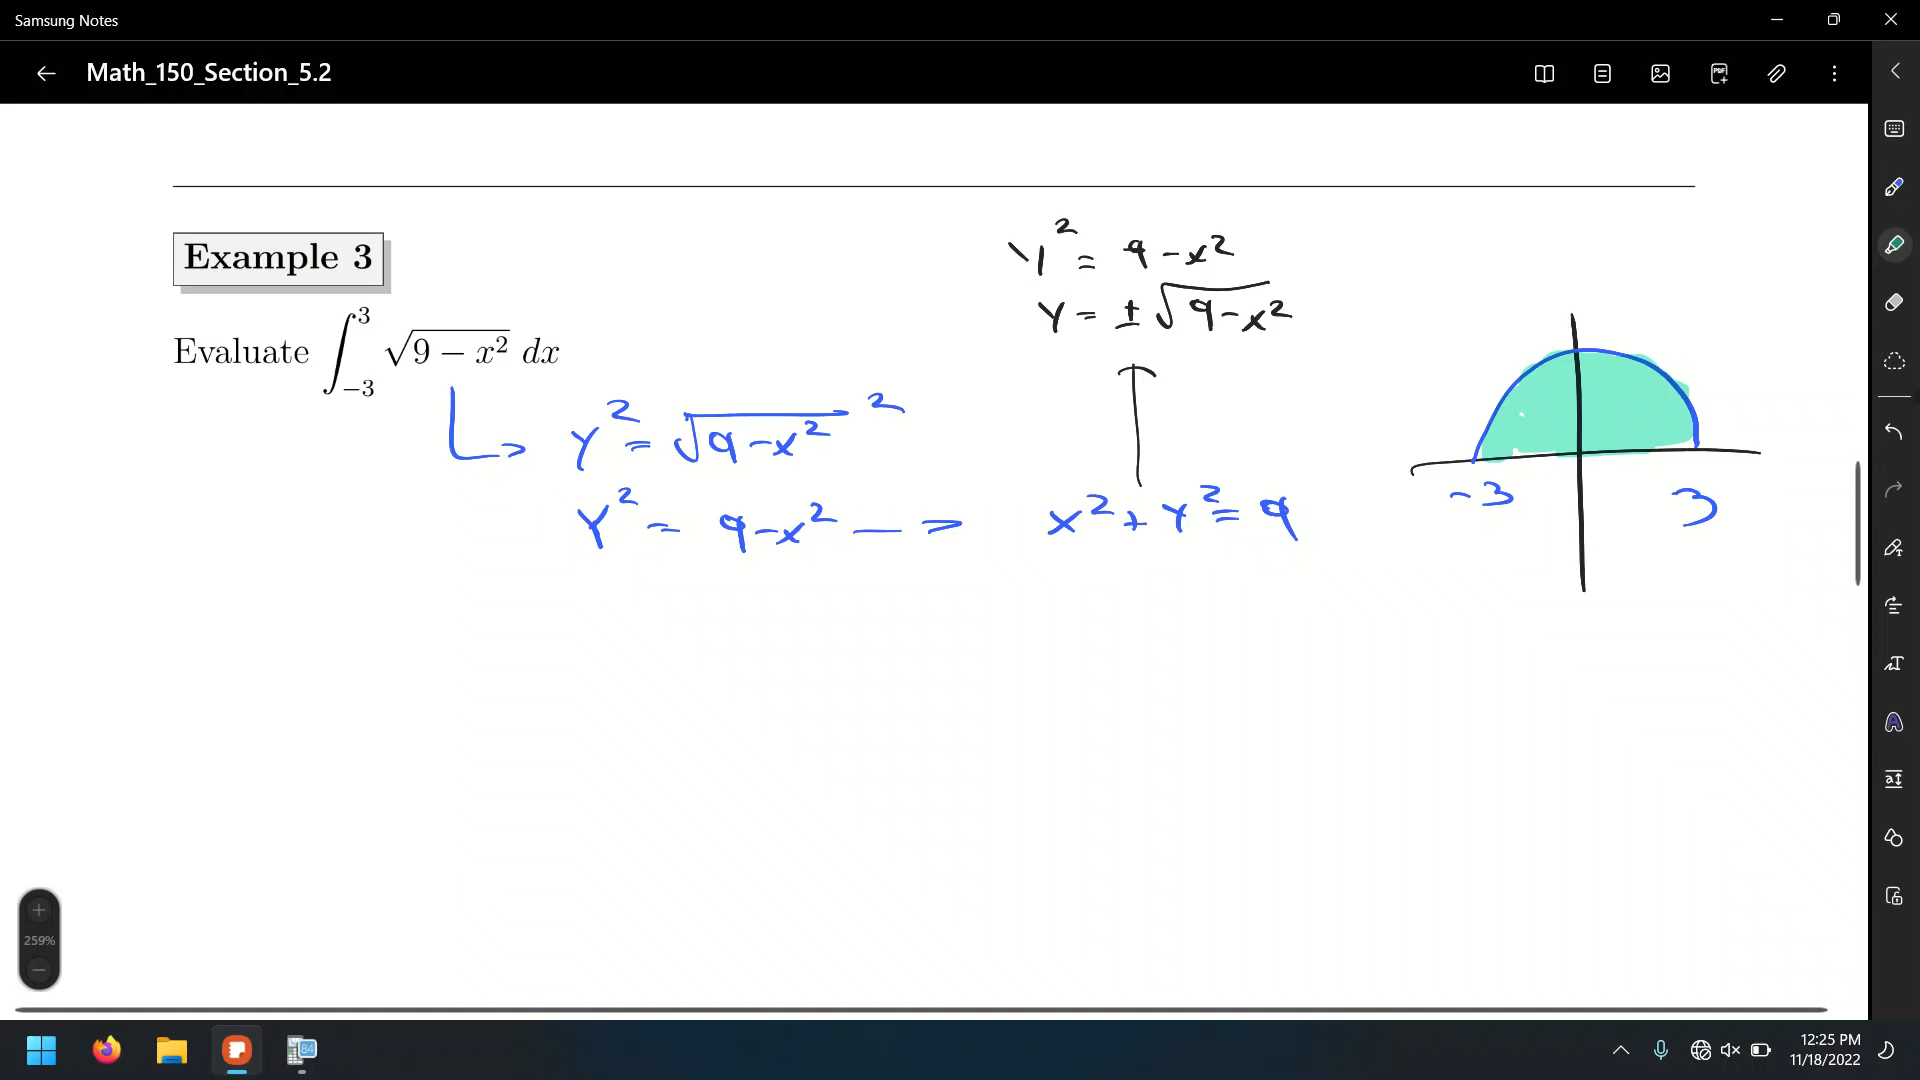 Samsung Notes
Math_150_Section_5.2
Example 3
Evaluate ∫_{-3}^{3} √(9 − x²) dx
y² = 9 − x²
y = ± √(9 − x²)
y² = √(9 − x²) ²
y² = 9 − x² — =
x² + y² = 9
-3
3
259%
12:25 PM
11/18/2022